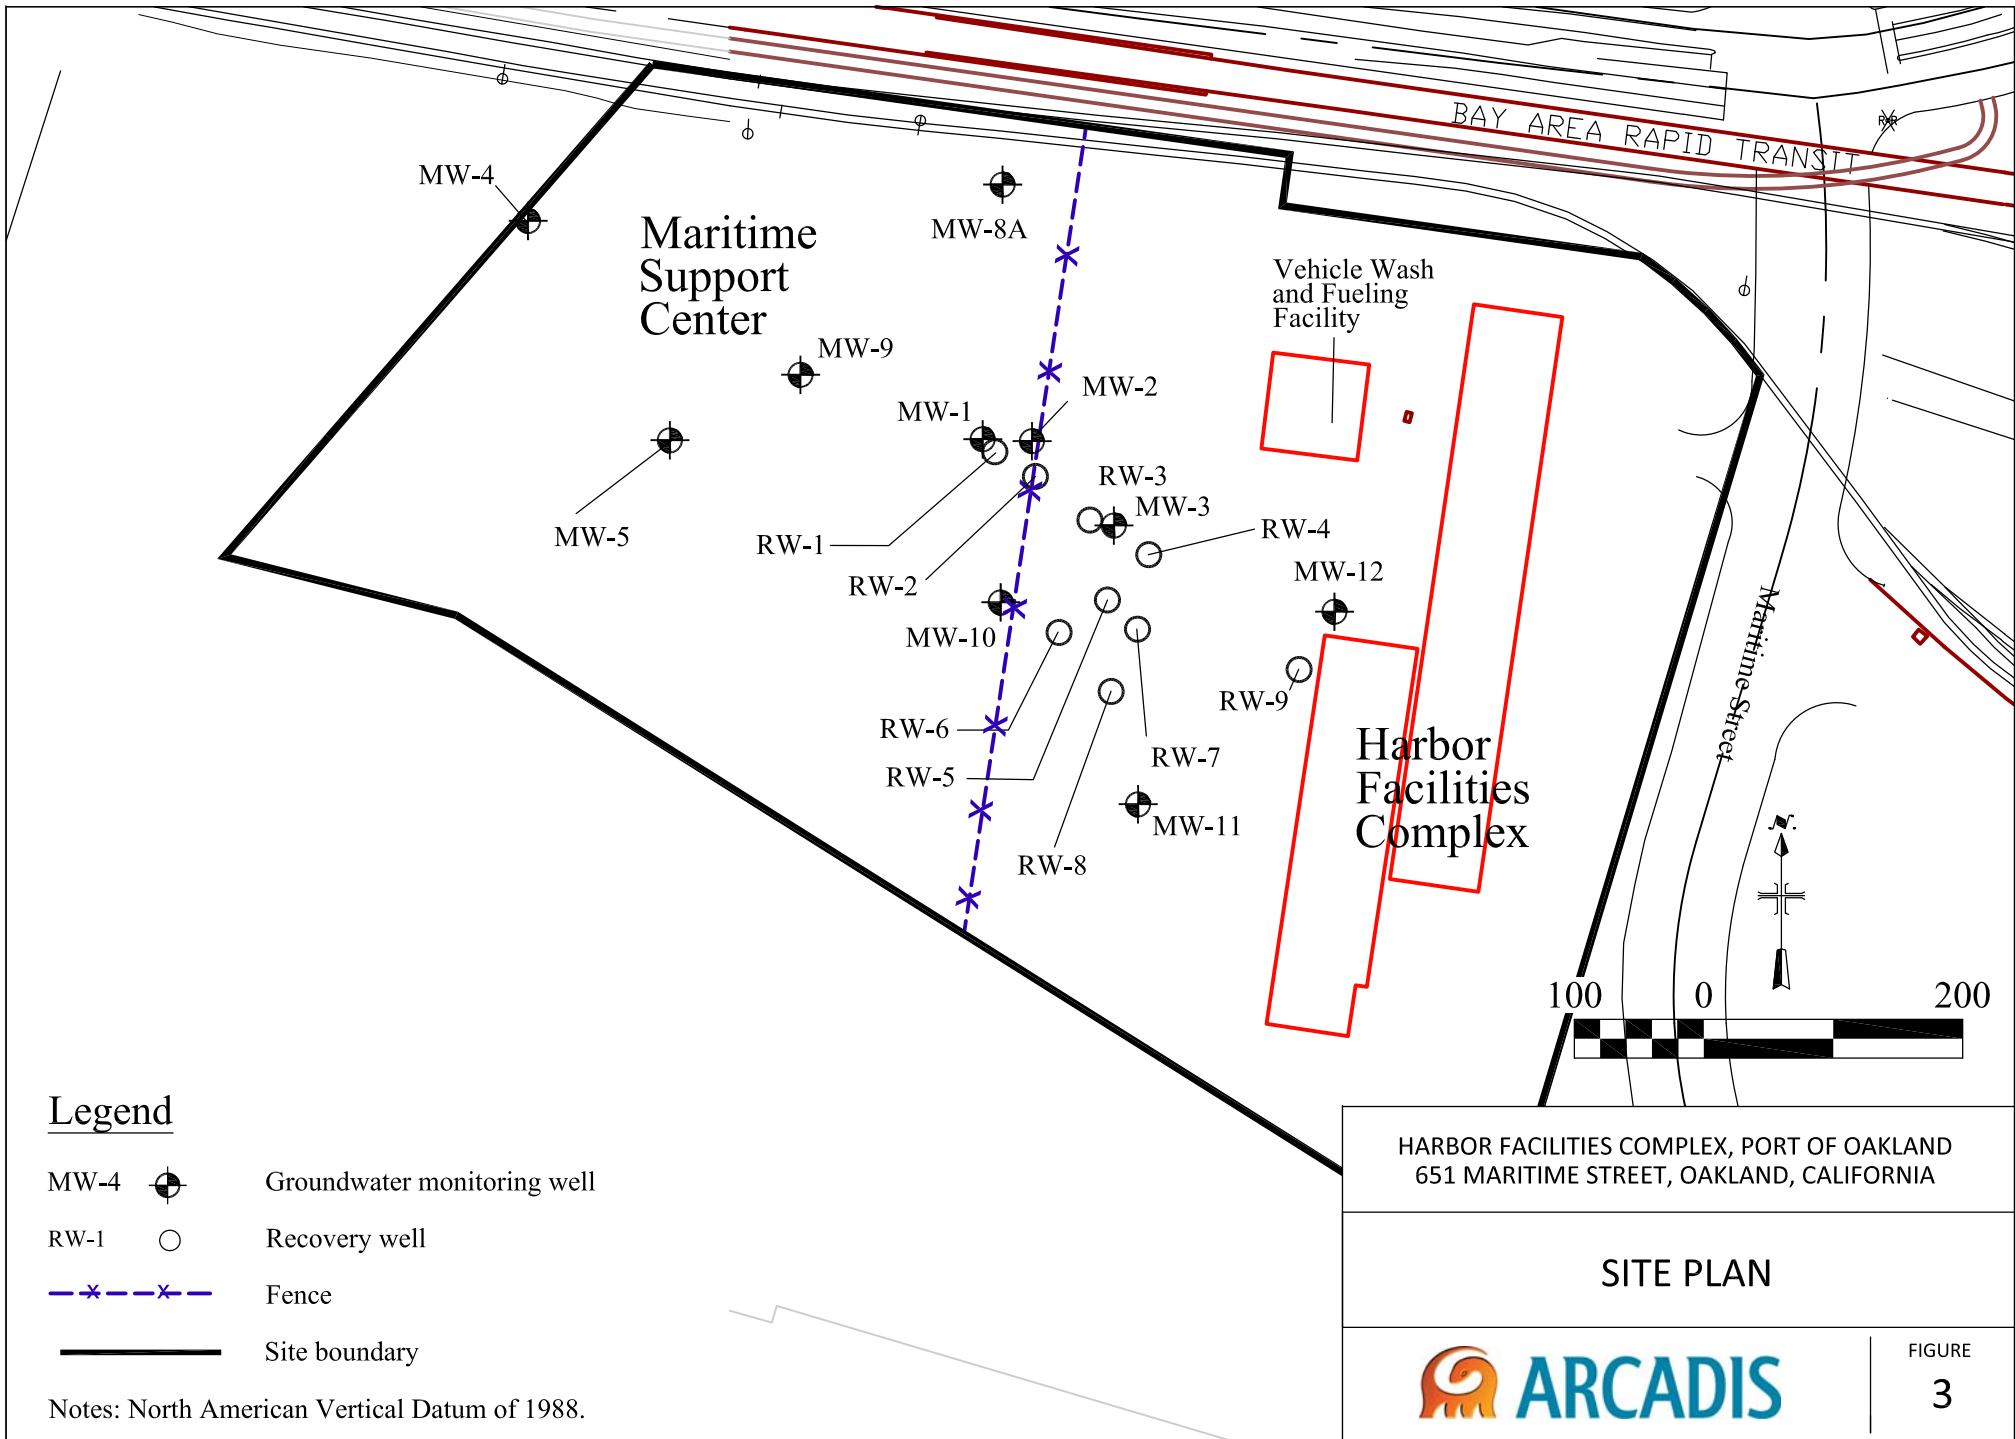 BAY AREA RAPID TRANSIT
MW-4
MW-8A
Maritime
Support
Center
Vehicle Wash
and Fueling
Facility
MW-9
MW-2
MW-1
RW-3
MW-3
MW-5
RW-1
RW-4
RW-2
MW-12
MW-10
Maritime Street
RW-9
RW-6
RW-7
RW-5
Harbor
Facilities
Complex
MW-11
RW-8
100 0 200
Legend
MW-4 Groundwater monitoring well
RW-1 Recovery well
Fence
Site boundary
Notes: North American Vertical Datum of 1988.
HARBOR FACILITIES COMPLEX, PORT OF OAKLAND
651 MARITIME STREET, OAKLAND, CALIFORNIA
SITE PLAN
ARCADIS
FIGURE
3